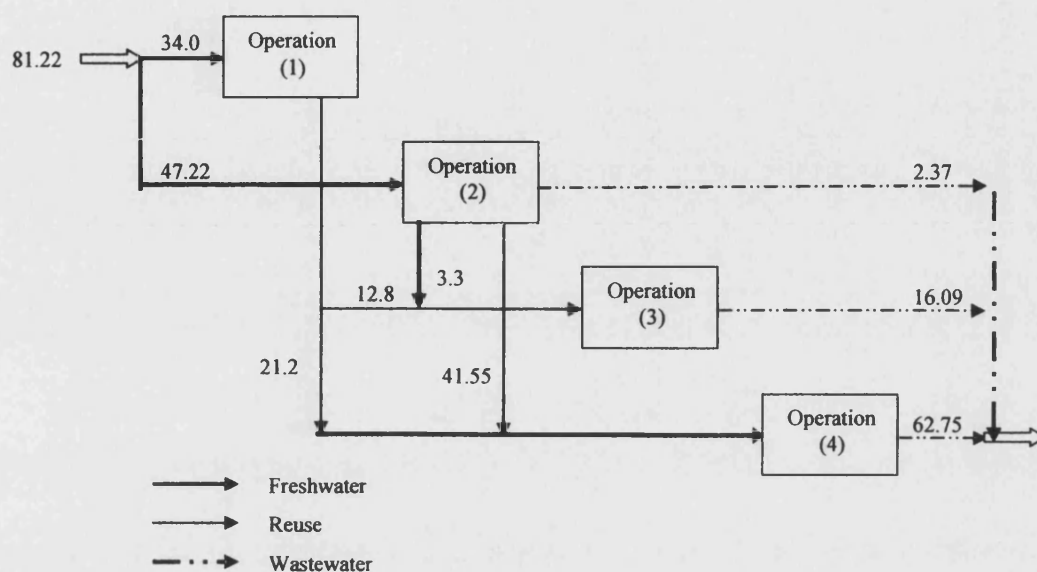 81.22
34.0
Operation
(1)
47.22
Operation
(2)
2.37
3.3
12.8
Operation
(3)
16.09
21.2
41.55
Operation
(4)
62.75
Freshwater
Reuse
Wastewater